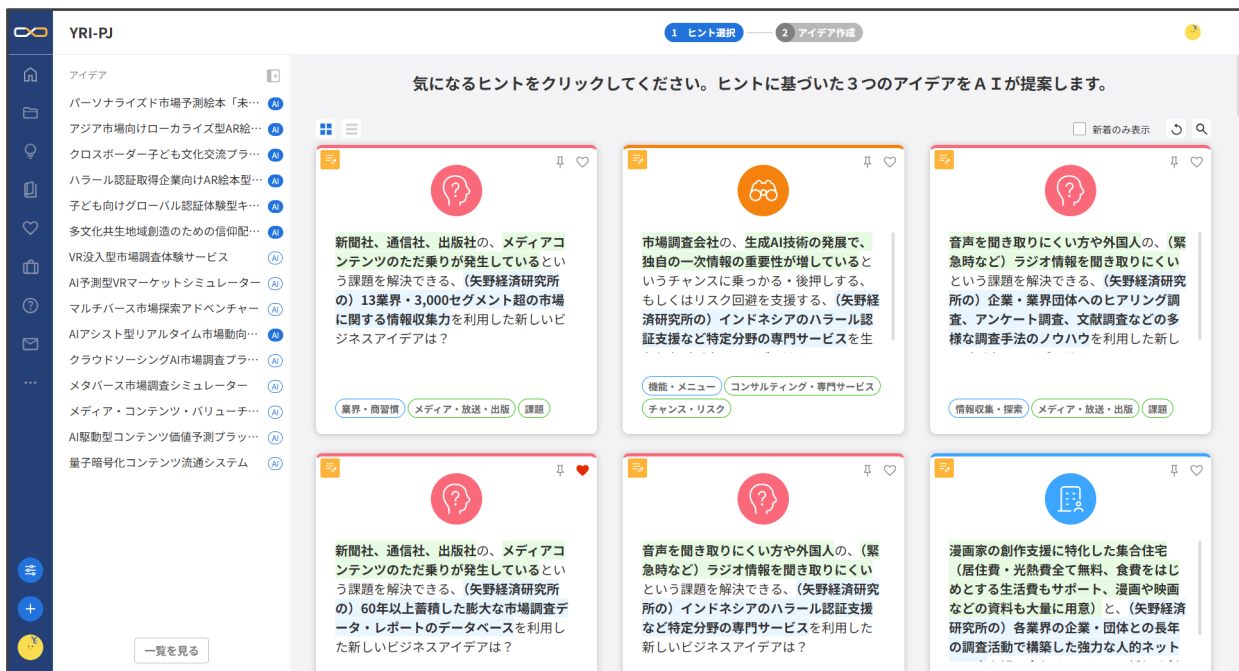 YRI-PJ
1 ヒント選択
2 アイデア作成
アイデア
パーソナライズド市場予測絵本「未… AI
アジア市場向けローカライズ型AR絵… AI
クロスボーダー子ども文化交流プラ… AI
ハラール認証取得企業向けAR絵本型… AI
子ども向けグローバル認証体験型キ… AI
多文化共生地域創造のための信仰配… AI
VR没入型市場調査体験サービス AI
AI予測型VRマーケットシミュレーター AI
マルチバース市場探索アドベンチャー AI
AIアシスト型リアルタイム市場動向… AI
クラウドソーシングAI市場調査プラ… AI
メタバース市場調査シミュレーター AI
メディア・コンテンツ・バリューチ… AI
AI駆動型コンテンツ価値予測プラッ… AI
量子暗号化コンテンツ流通システム AI
一覧を見る
気になるヒントをクリックしてください。ヒントに基づいた３つのアイデアをＡＩが提案します。
新着のみ表示
新聞社、通信社、出版社の、メディアコ
ンテンツのただ乗りが発生しているとい
う課題を解決できる、(矢野経済研究所
の）13業界・3,000セグメント超の市場
に関する情報収集力を利用した新しいビ
ジネスアイデアは？
業界・商習慣 メディア・放送・出版 課題
市場調査会社の、生成AI技術の発展で、
独自の一次情報の重要性が増していると
いうチャンスに乗っかる・後押しする、
もしくはリスク回避を支援する、(矢野経
済研究所の）インドネシアのハラール認
証支援など特定分野の専門サービスを生
機能・メニュー コンサルティング・専門サービス
チャンス・リスク
音声を聞き取りにくい方や外国人の、(緊
急時など）ラジオ情報を聞き取りにくい
という課題を解決できる、(矢野経済研究
所の）企業・業界団体へのヒアリング調
査、アンケート調査、文献調査などの多
様な調査手法のノウハウを利用した新し
情報収集・探索 メディア・放送・出版 課題
新聞社、通信社、出版社の、メディアコ
ンテンツのただ乗りが発生しているとい
う課題を解決できる、(矢野経済研究所
の）60年以上蓄積した膨大な市場調査デ
ータ・レポートのデータベースを利用し
た新しいビジネスアイデアは？
音声を聞き取りにくい方や外国人の、(緊
急時など）ラジオ情報を聞き取りにくい
という課題を解決できる、(矢野経済研究
所の）インドネシアのハラール認証支援
など特定分野の専門サービスを利用した
新しいビジネスアイデアは？
漫画家の創作支援に特化した集合住宅
（居住費・光熱費全て無料、食費をはじ
めとする生活費もサポート、漫画や映画
などの資料も大量に用意）と、(矢野経済
研究所の）各業界の企業・団体との長年
の調査活動で構築した強力な人的ネット